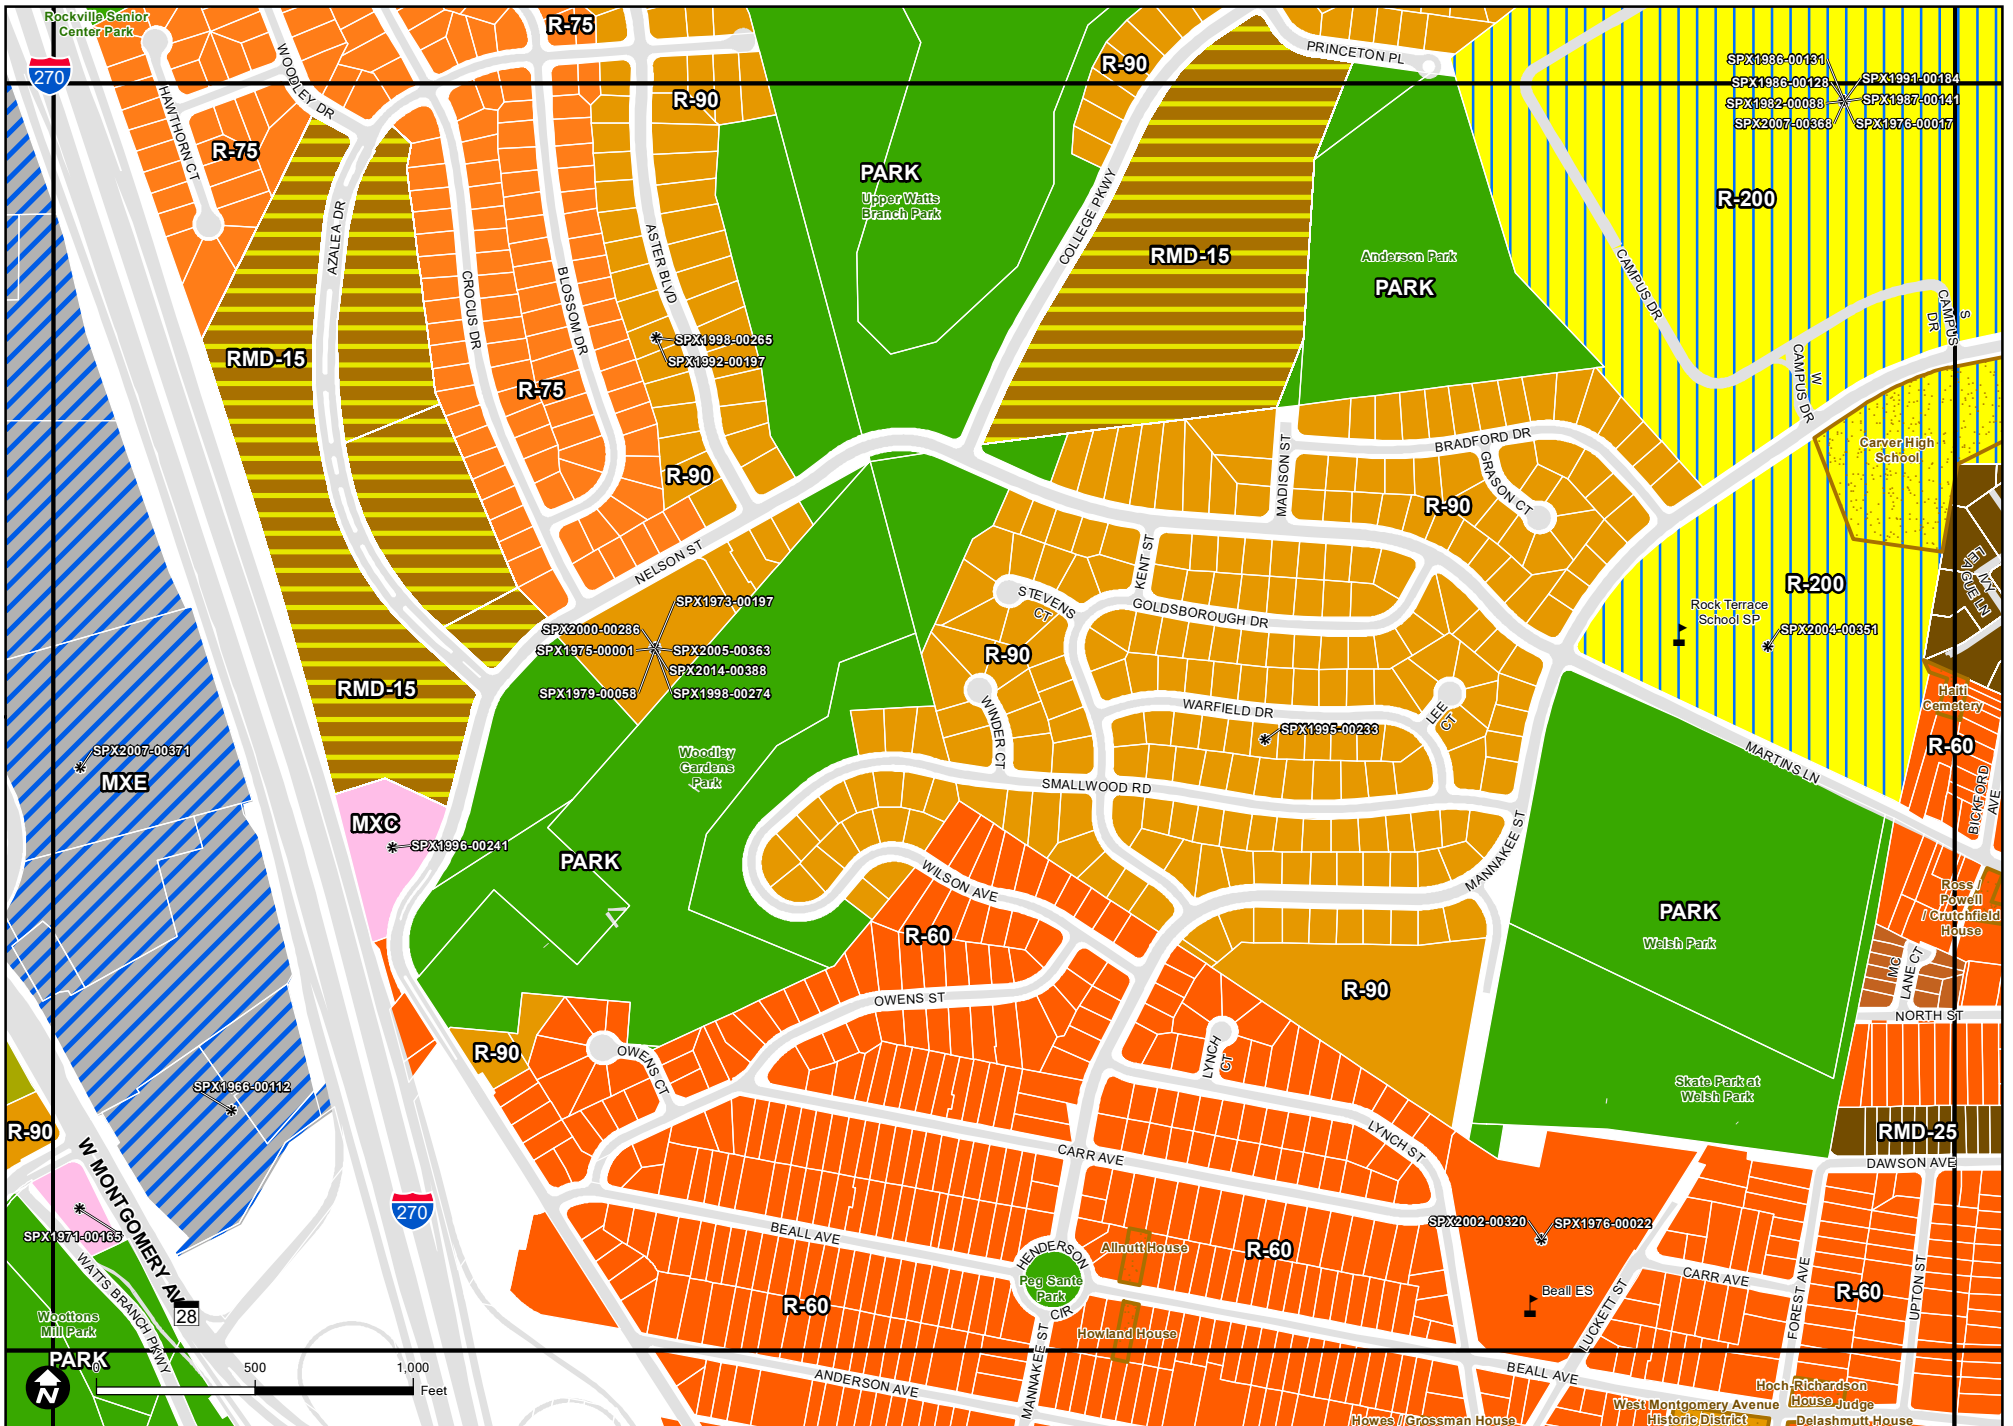 Rockville Senior
Center Park
R-75
R-90
PRINCETON PL
270
SPX1986-00131
SPX1986-00128
SPX1982-00088
SPX2007-00368
SPX1991-00184
SPX1987-00141
SPX1976-00017
WOODLEY DR
HAWTHORN CT
R-75
R-90
PARK
Upper Watts
Branch Park
COLLEGE PKWY
R-200
AZALEA DR
CROCUS DR
BLOSSOM DR
ASTER BLVD
RMD-15
Anderson Park
PARK
CAMPUS DR
S
CAMPUS
DR
W
CAMPUS DR
SPX1998-00265
SPX1992-00197
RMD-15
R-75
R-90
MADISON ST
BRADFORD DR
GRASON CT
R-90
Carver High
School
NELSON ST
KENT ST
STEVENS
CT
GOLDSBOROUGH DR
IVY
LEAGUE LN
R-200
Rock Terrace
School SP
SPX2004-00351
SPX1973-00197
SPX2000-00286
SPX1975-00001
SPX2005-00363
SPX2014-00388
SPX1979-00058
SPX1998-00274
R-90
RMD-15
WINDER CT
WARFIELD DR
LEE
CT
SPX1995-00233
Haiti
Cemetery
R-60
MARTINS LN
BICKFORD
AVE
SPX2007-00371
MXE
Woodley
Gardens
Park
SMALLWOOD RD
MXC
SPX1996-00241
PARK
WILSON AVE
MANNAKEE ST
R-60
PARK
Welsh Park
Ross /
Powell
/ Crutchfield
House
MC
LANE CT
NORTH ST
R-90
OWENS ST
R-90
OWENS CT
LYNCH
CT
SPX1966-00112
Skate Park at
Welsh Park
R-90
RMD-25
DAWSON AVE
W MONTGOMERY AVE
CARR AVE
LYNCH ST
270
SPX1971-00165
WATTS BRANCH PKWY
BEALL AVE
HENDERSON
CIR
Peg Sante
Park
Allnutt House
R-60
SPX2002-00320
SPX1976-00022
CARR AVE
FOREST AVE
UPTON ST
R-60
Beall ES
LUCKETT ST
R-60
Howland House
28
Woottons
Mill Park
PARK
N
0
500
1,000
Feet
ANDERSON AVE
MANNAKEE ST
BEALL AVE
Howes / Grossman House
West Montgomery Avenue
Historic District
Hoch-Richardson
House
Judge
Delashmutt House